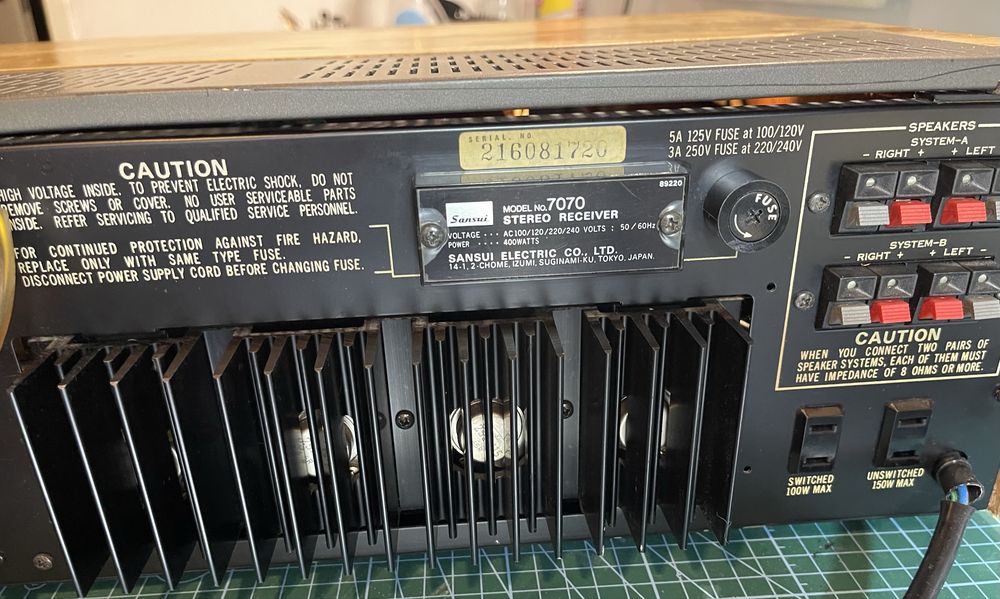 SERIAL NO.
216081720
CAUTION
HIGH VOLTAGE INSIDE. TO PREVENT ELECTRIC SHOCK, DO NOT
REMOVE SCREWS OR COVER. NO USER SERVICEABLE PARTS
INSIDE. REFER SERVICING TO QUALIFIED SERVICE PERSONNEL.
FOR CONTINUED PROTECTION AGAINST FIRE HAZARD,
REPLACE ONLY WITH SAME TYPE FUSE.
DISCONNECT POWER SUPPLY CORD BEFORE CHANGING FUSE.
89220
Sansui
MODEL No. 7070
STEREO RECEIVER
VOLTAGE ···· AC100/120/220/240 VOLTS : 50/60Hz
POWER ···· 400WATTS
SANSUI ELECTRIC CO., LTD.
14-1, 2-CHOME, IZUMI, SUGINAMI-KU, TOKYO, JAPAN.
5A 125V FUSE at 100/120V
3A 250V FUSE at 220/240V
FUSE
SPEAKERS
SYSTEM-A
- RIGHT + + LEFT
SYSTEM-B
- RIGHT + + LEFT -
CAUTION
WHEN YOU CONNECT TWO PAIRS OF
SPEAKER SYSTEMS, EACH OF THEM MUST
HAVE IMPEDANCE OF 8 OHMS OR MORE.
SWITCHED
100W MAX
UNSWITCHED
150W MAX